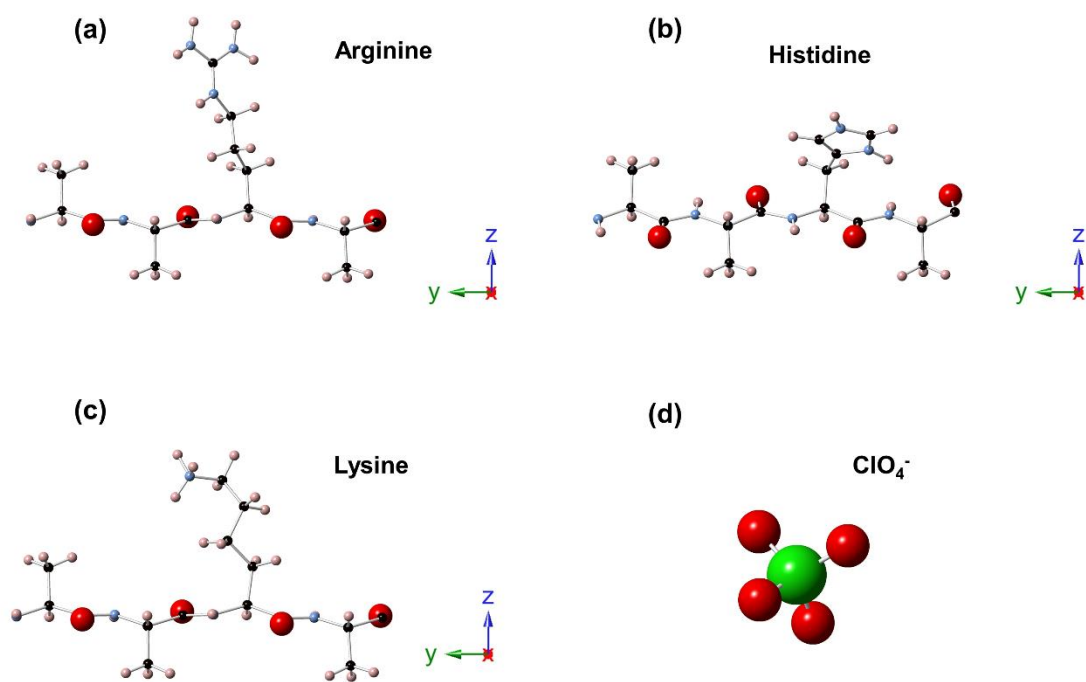 (a)
Arginine
z
y
x
(b)
Histidine
z
y
x
(c)
Lysine
z
y
x
(d)
ClO₄⁻